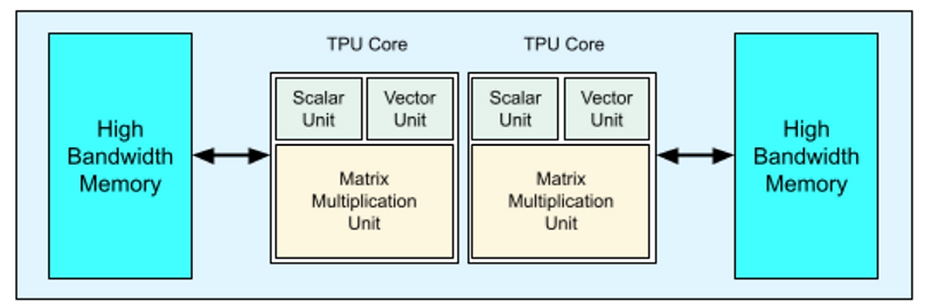 TPU Core
TPU Core
High
Bandwidth
Memory
Scalar
Unit
Vector
Unit
Matrix
Multiplication
Unit
Scalar
Unit
Vector
Unit
Matrix
Multiplication
Unit
High
Bandwidth
Memory